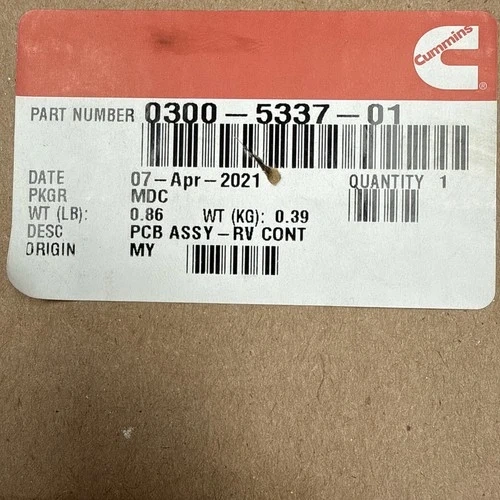 Cummins
PART NUMBER 0300-5337-01
DATE 07-Apr-2021 QUANTITY 1
PKGR MDC
WT (LB): 0.86 WT (KG): 0.39
DESC PCB ASSY-RV CONT
ORIGIN MY